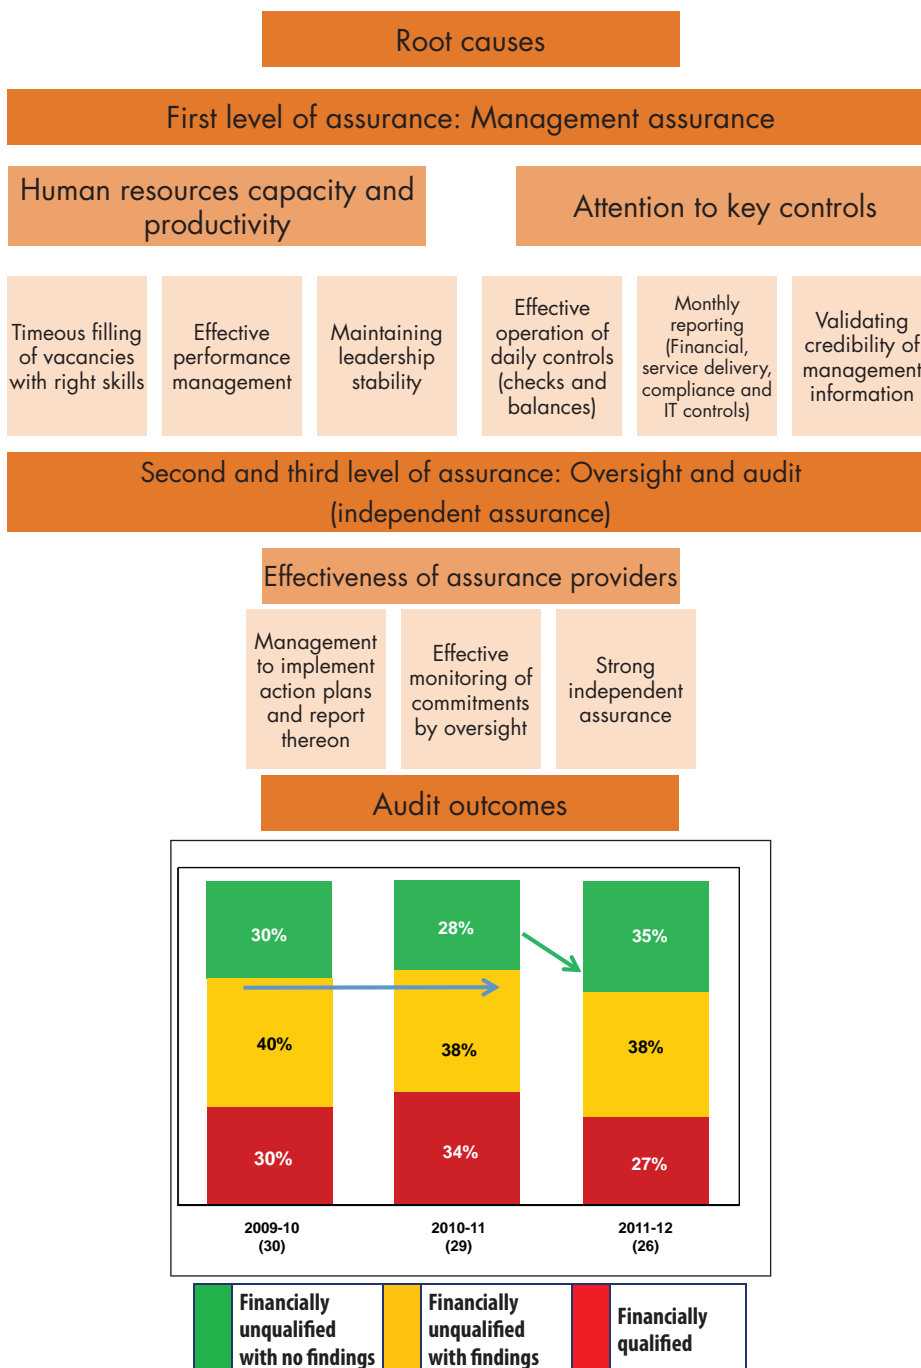 Root causes
First level of assurance: Management assurance
Human resources capacity and
productivity
Attention to key controls
Timeous filling
of vacancies
with right skills
Effective
performance
management
Maintaining
leadership
stability
Effective
operation of
daily controls
(checks and
balances)
Monthly
reporting
(Financial,
service delivery,
compliance and
IT controls)
Validating
credibility of
management
information
Second and third level of assurance: Oversight and audit
(independent assurance)
Effectiveness of assurance providers
Management
to implement
action plans
and report
thereon
Effective
monitoring of
commitments
by oversight
Strong
independent
assurance
Audit outcomes
30%
28%
35%
40%
38%
38%
30%
34%
27%
2009-10
(30)
2010-11
(29)
2011-12
(26)
Financially
unqualified
with no findings
Financially
unqualified
with findings
Financially
qualified